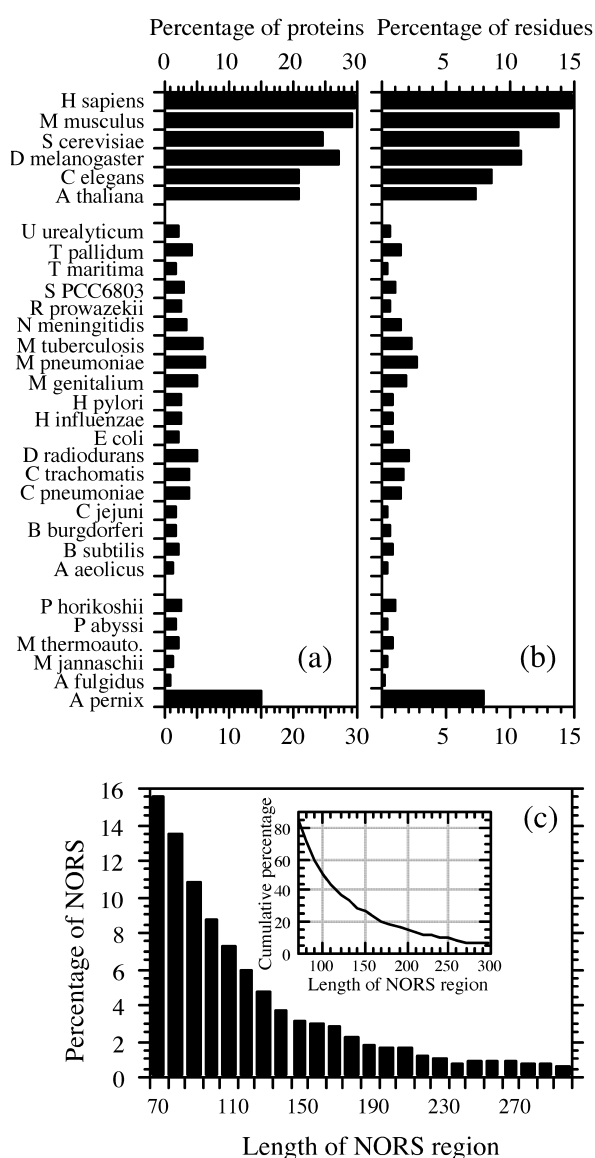 Percentage of proteins Percentage of residues
0 10 20 30 5 10 15
H sapiens
M musculus
S cerevisiae
D melanogaster
C elegans
A thaliana
U urealyticum
T pallidum
T maritima
S PCC6803
R prowazekii
N meningitidis
M tuberculosis
M pneumoniae
M genitalium
H pylori
H influenzae
E coli
D radiodurans
C trachomatis
C pneumoniae
C jejuni
B burgdorferi
B subtilis
A aeolicus
P horikoshii
P abyssi
M thermoauto.
M jannaschii
A fulgidus
A pernix
(a) (b)
0 10 20 30 5 10 15
(c)
Percentage of NORS
16
14
12
10
8
6
4
2
0
70 110 150 190 230 270
Length of NORS region
Cumulative percentage
80
60
40
20
0
100 150 200 250 300
Length of NORS region